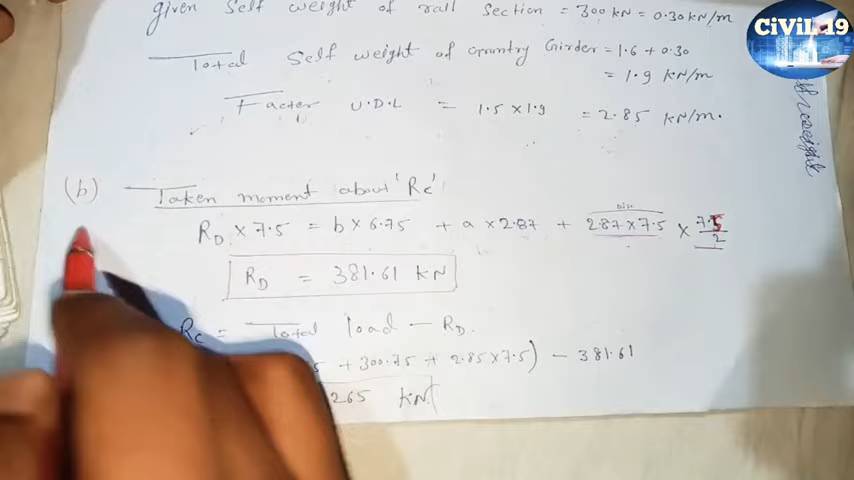 given Self weight of rall section = 300 kN = 0.30 kN/m
CiViL 19
Total Self weight of Gantry Girder = 1.6 + 0.30
= 1.9 kN/m
Factor U.D.L = 1.5 x 1.9 = 2.85 kN/m.
(b) Taken moment about 'Rc'
RD x 7.5 = b x 6.75 + a x 2.87 + 2.87 x 7.5 x 7.5/2
RD = 381.61 kN
Rc = Total load - RD.
+ 300.75 + 2.85 x 7.5) - 381.61
265 kN